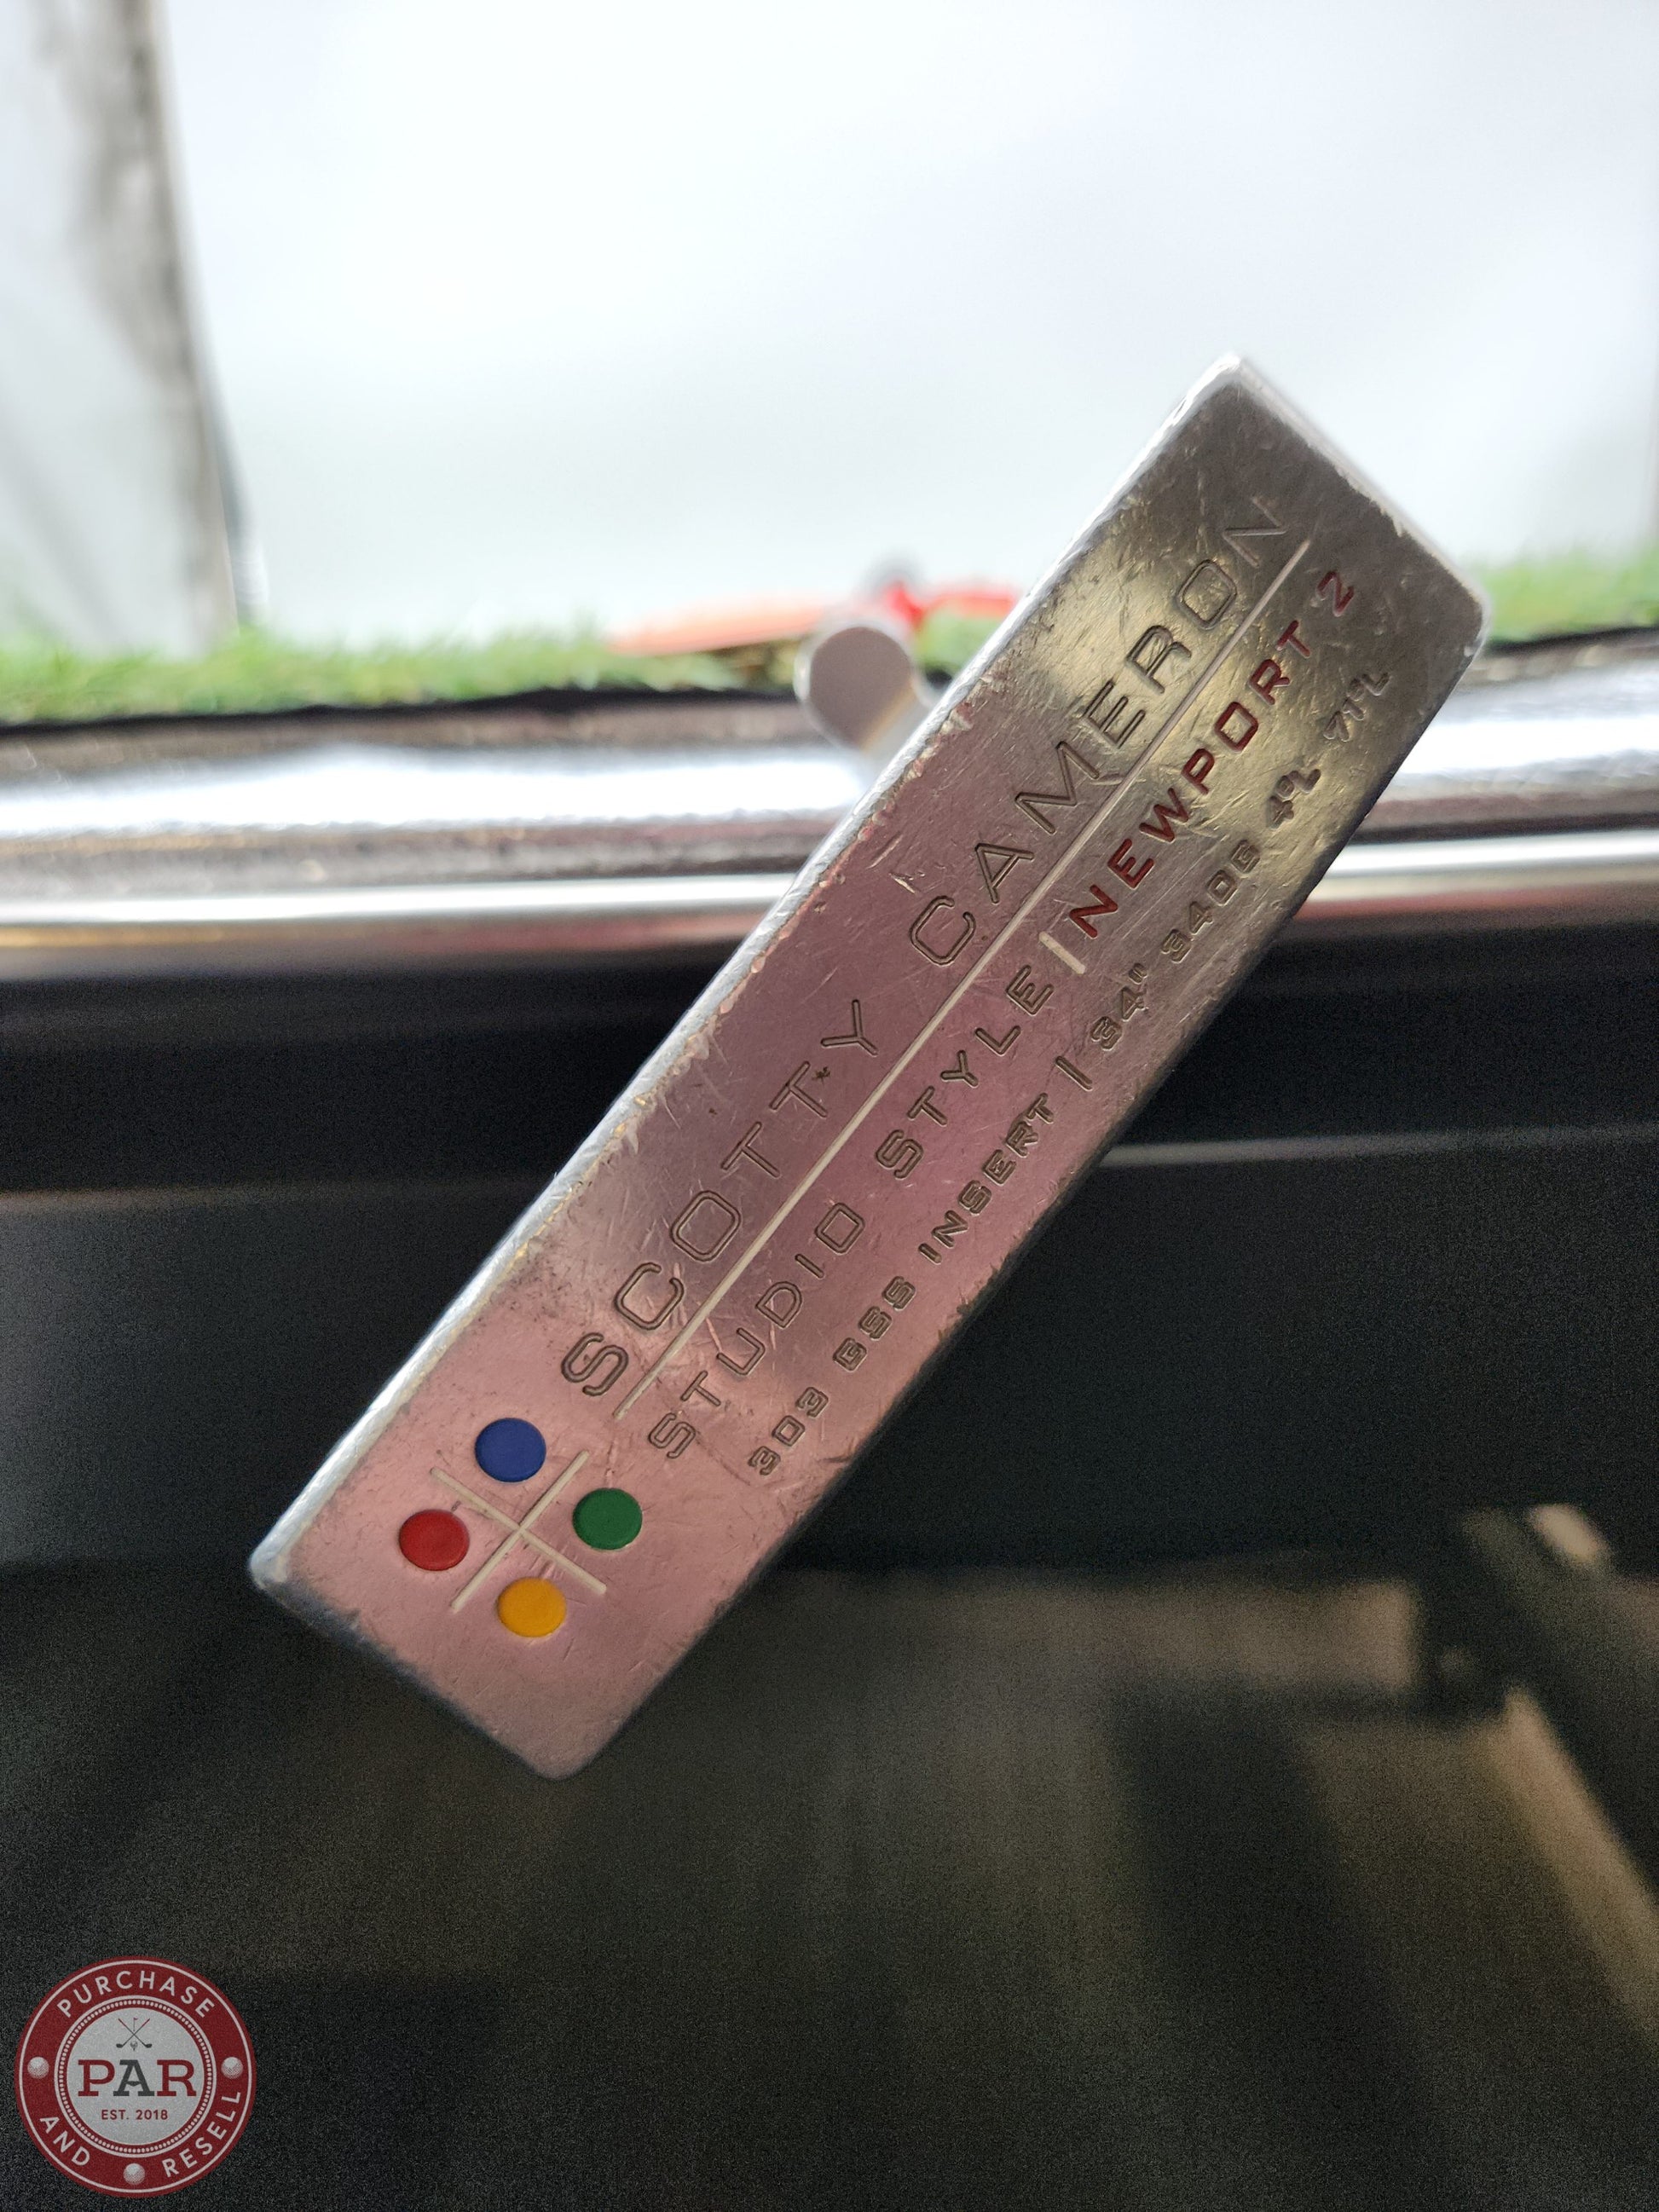 SCOTTY CAMERON
STUDIO STYLE | NEWPORT 2
303 GSS INSERT | 34" 340G 4°L 71°L
PURCHASE
PAR
EST. 2018
AND RESELL